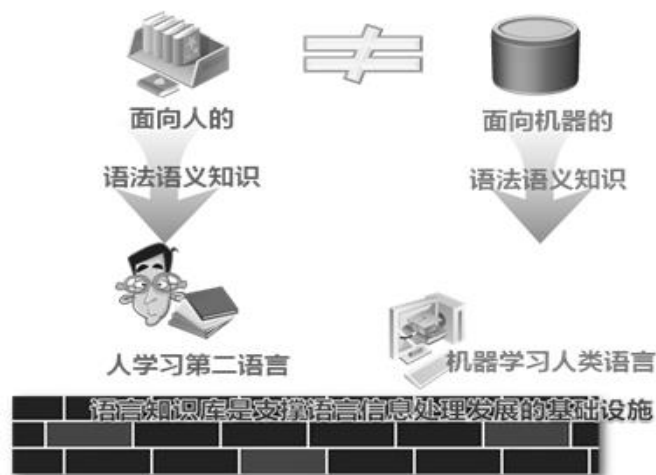 面向人的
面向机器的
语法语义知识
语法语义知识
人学习第二语言
机器学习人类语言
语言知识库是支撑语言信息处理发展的基础设施